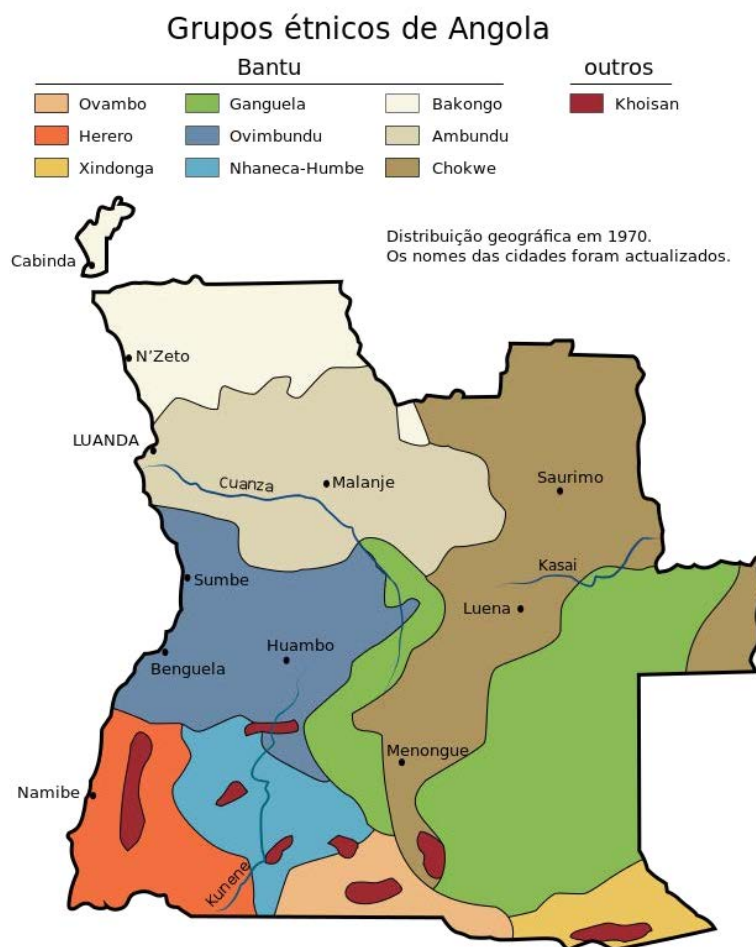 Grupos étnicos de Angola
Bantu
outros
Ovambo
Ganguela
Bakongo
Khoisan
Herero
Ovimbundu
Ambundu
Xindonga
Nhaneca-Humbe
Chokwe
Distribuição geográfica em 1970.
Os nomes das cidades foram actualizados.
Cabinda
N'Zeto
LUANDA
Cuanza
Malanje
Saurimo
Kasai
Sumbe
Luena
Huambo
Benguela
Menongue
Namibe
Kunene